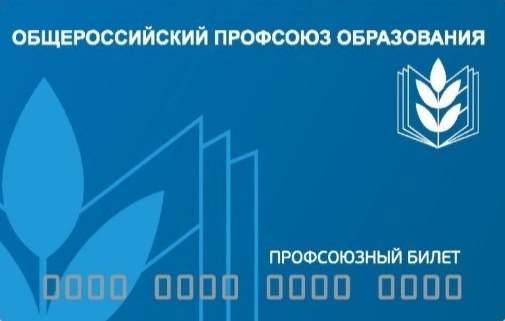 ОБЩЕРОССИЙСКИЙ ПРОФСОЮЗ ОБРАЗОВАНИЯ
ПРОФСОЮЗНЫЙ БИЛЕТ
0000 0000 0000 0000